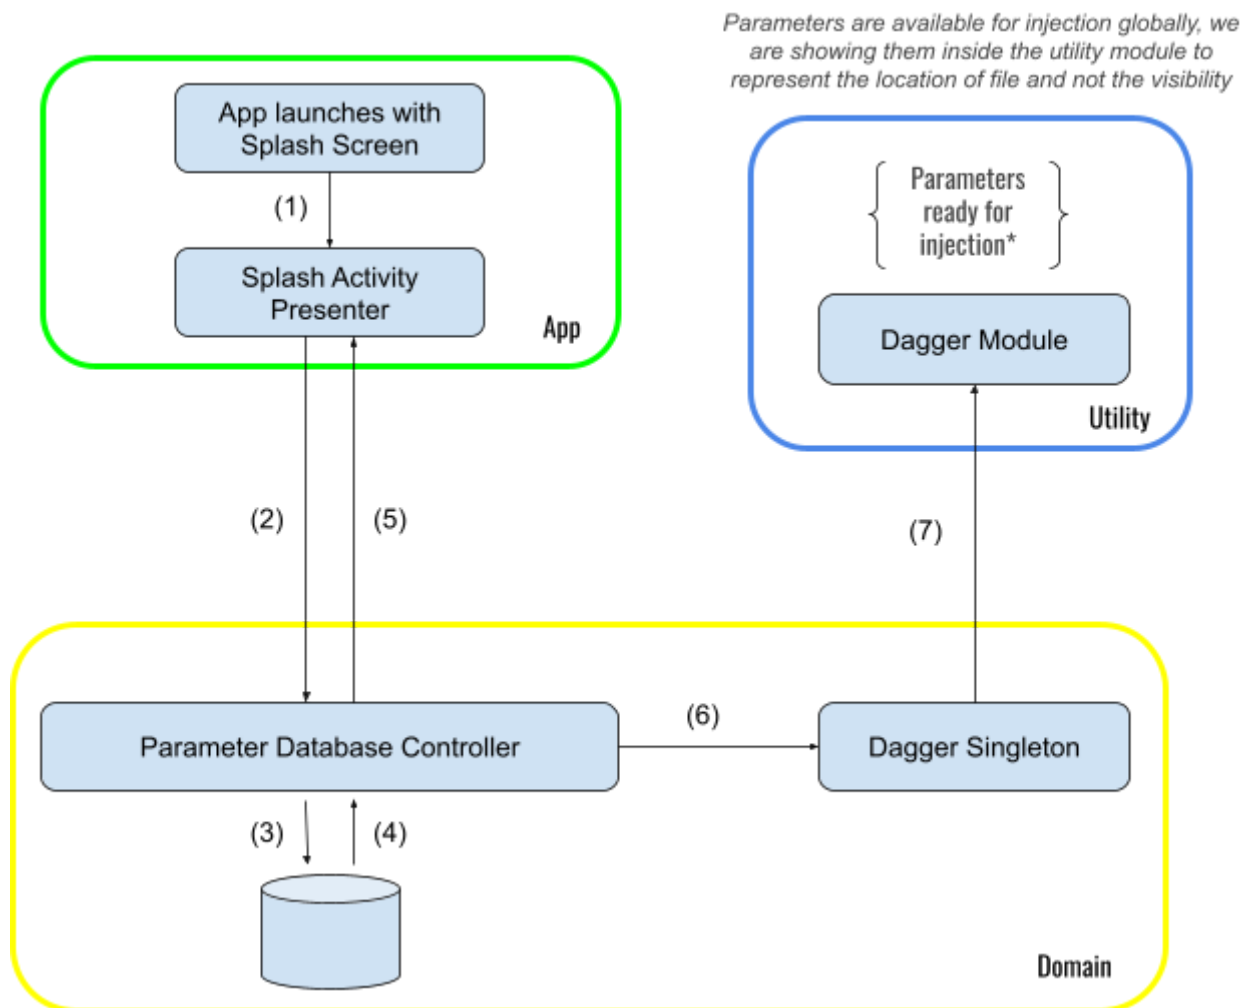 Parameters are available for injection globally, we
are showing them inside the utility module to
represent the location of file and not the visibility
App launches with
Splash Screen
(1)
Splash Activity
Presenter
App
Parameters
ready for
injection*
Dagger Module
Utility
(2)
(5)
(7)
Parameter Database Controller
(6)
Dagger Singleton
(3)
(4)
Domain